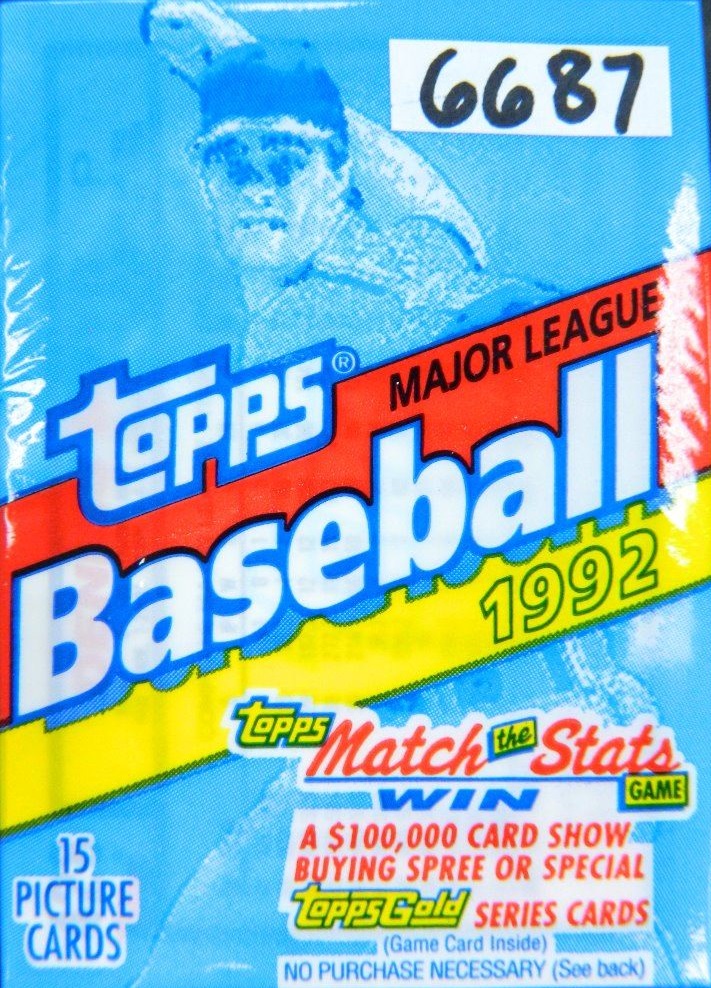 6687
topps®
MAJOR LEAGUE
Baseball
1992
topps
Match the Stats
GAME
WIN
A $100,000 CARD SHOW
BUYING SPREE OR SPECIAL
ToppsGold SERIES CARDS
(Game Card Inside)
NO PURCHASE NECESSARY (See back)
15
PICTURE
CARDS